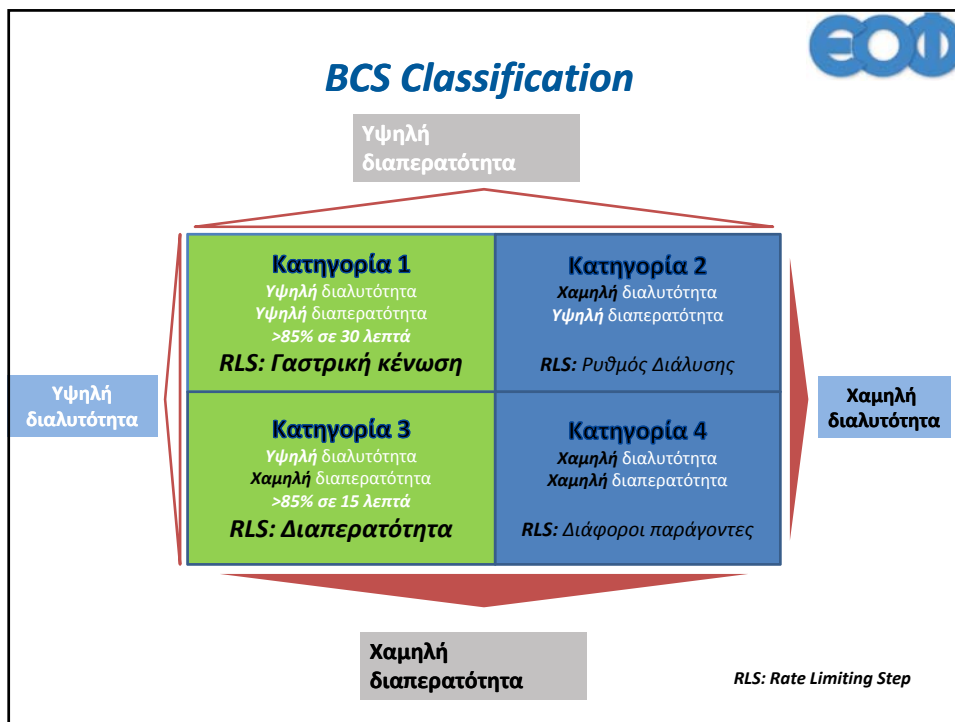 ΕΟΦ
BCS Classification
Υψηλή
διαπερατότητα
Κατηγορία 1
Υψηλή διαλυτότητα
Υψηλή διαπερατότητα
>85% σε 30 λεπτά
RLS: Γαστρική κένωση
Κατηγορία 2
Χαμηλή διαλυτότητα
Υψηλή διαπερατότητα
RLS: Ρυθμός Διάλυσης
Υψηλή
διαλυτότητα
Χαμηλή
διαλυτότητα
Κατηγορία 3
Υψηλή διαλυτότητα
Χαμηλή διαπερατότητα
>85% σε 15 λεπτά
RLS: Διαπερατότητα
Κατηγορία 4
Χαμηλή διαλυτότητα
Χαμηλή διαπερατότητα
RLS: Διάφοροι παράγοντες
Χαμηλή
διαπερατότητα
RLS: Rate Limiting Step